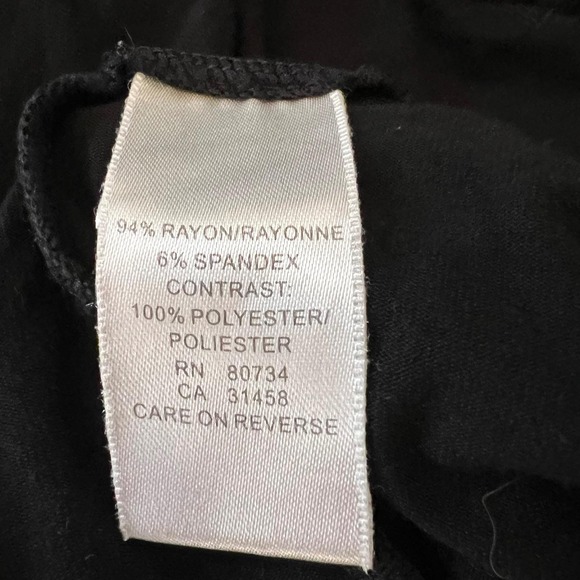 94% RAYON/RAYONNE
6% SPANDEX
CONTRAST:
100% POLYESTER/
POLIESTER
RN 80734
CA 31458
CARE ON REVERSE